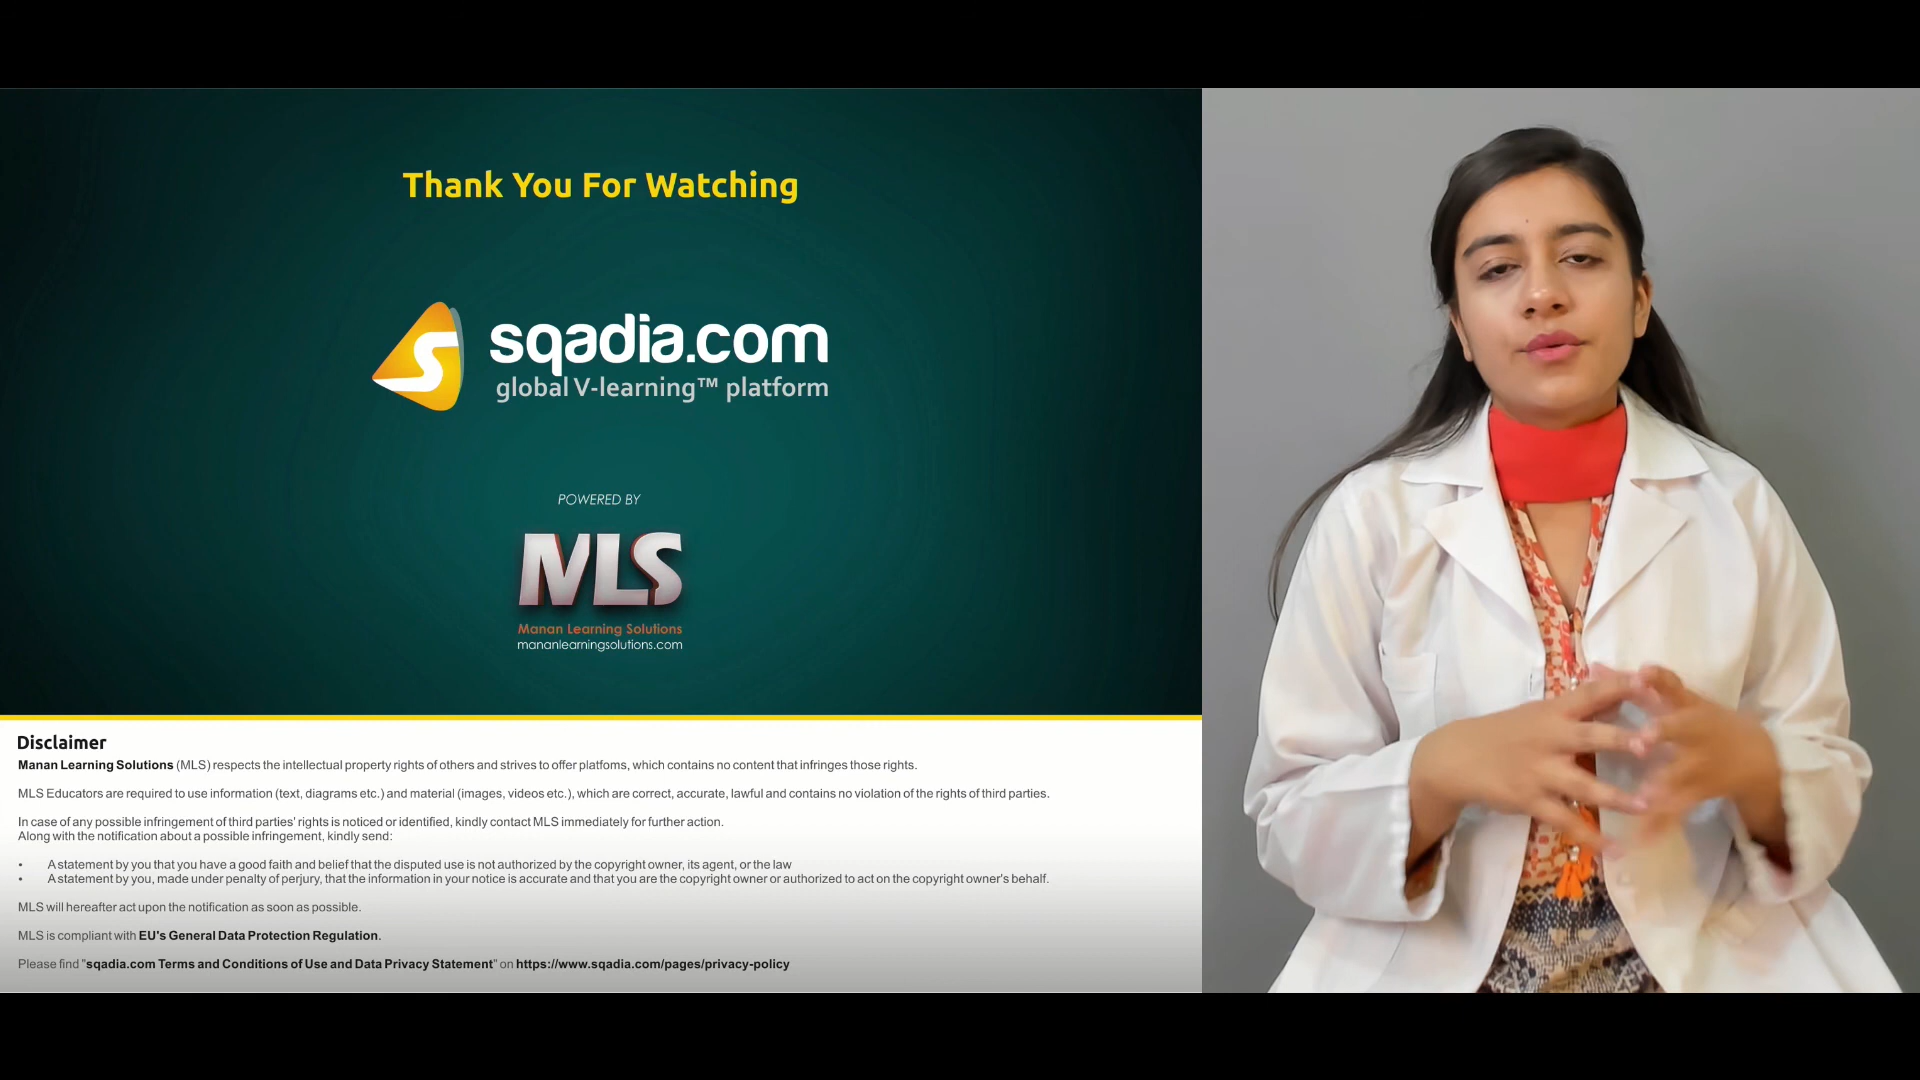 Thank You For Watching
sqadia.com
global V-learning™ platform
POWERED BY
MLS
Manan Learning Solutions
mananlearningsolutions.com
Disclaimer
Manan Learning Solutions (MLS) respects the intellectual property rights of others and strives to offer platfoms, which contains no content that infringes those rights.
MLS Educators are required to use information (text, diagrams etc.) and material (images, videos etc.), which are correct, accurate, lawful and contains no violation of the rights of third parties.
In case of any possible infringement of third parties' rights is noticed or identified, kindly contact MLS immediately for further action.
Along with the notification about a possible infringement, kindly send:
• A statement by you that you have a good faith and belief that the disputed use is not authorized by the copyright owner, its agent, or the law
• A statement by you, made under penalty of perjury, that the information in your notice is accurate and that you are the copyright owner or authorized to act on the copyright owner's behalf.
MLS will hereafter act upon the notification as soon as possible.
MLS is compliant with EU's General Data Protection Regulation.
Please find "sqadia.com Terms and Conditions of Use and Data Privacy Statement" on https://www.sqadia.com/pages/privacy-policy